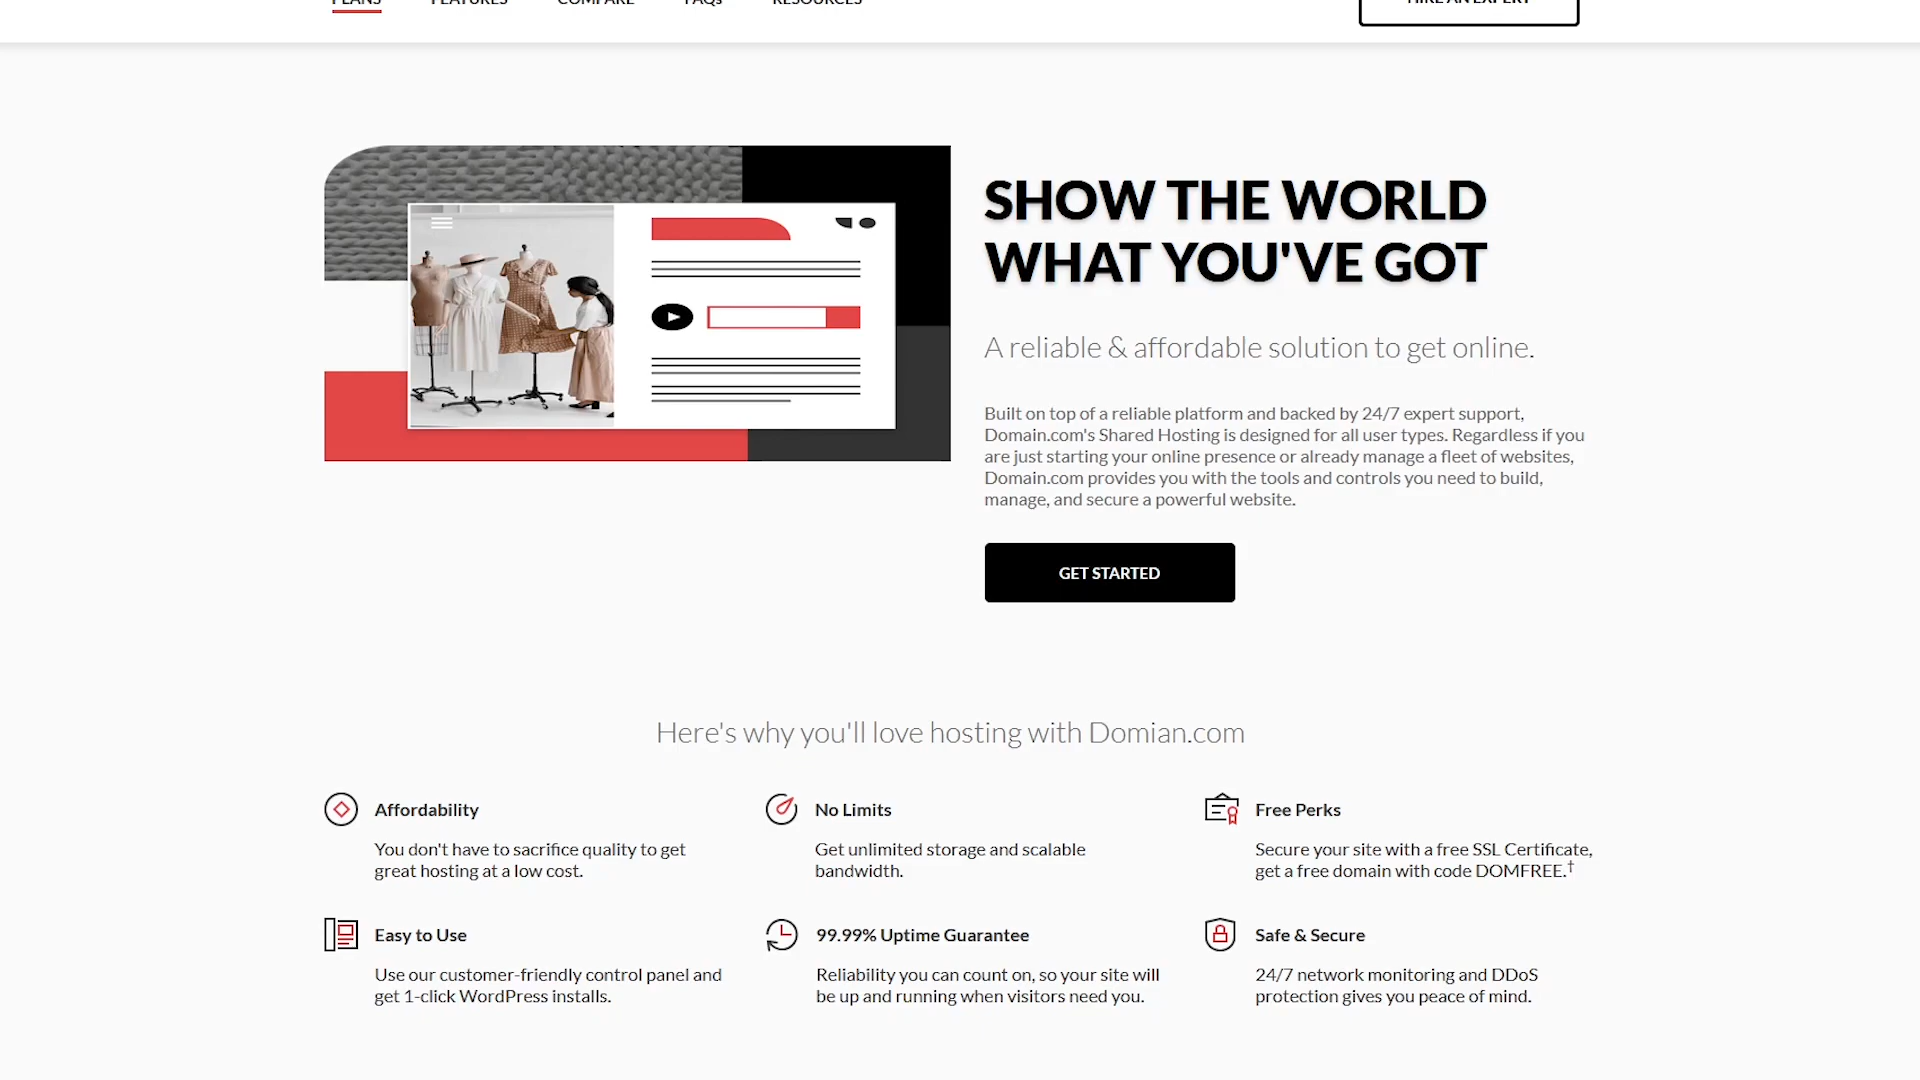 PLANS
FEATURES
COMPARE
FAQs
RESOURCES
HIRE AN EXPERT
SHOW THE WORLD
WHAT YOU'VE GOT
A reliable & affordable solution to get online.
Built on top of a reliable platform and backed by 24/7 expert support,
Domain.com's Shared Hosting is designed for all user types. Regardless if you
are just starting your online presence or already manage a fleet of websites,
Domain.com provides you with the tools and controls you need to build,
manage, and secure a powerful website.
GET STARTED
Here's why you'll love hosting with Domian.com
Affordability
You don't have to sacrifice quality to get
great hosting at a low cost.
No Limits
Get unlimited storage and scalable
bandwidth.
Free Perks
Secure your site with a free SSL Certificate,
get a free domain with code DOMFREE.†
Easy to Use
Use our customer-friendly control panel and
get 1-click WordPress installs.
99.99% Uptime Guarantee
Reliability you can count on, so your site will
be up and running when visitors need you.
Safe & Secure
24/7 network monitoring and DDoS
protection gives you peace of mind.